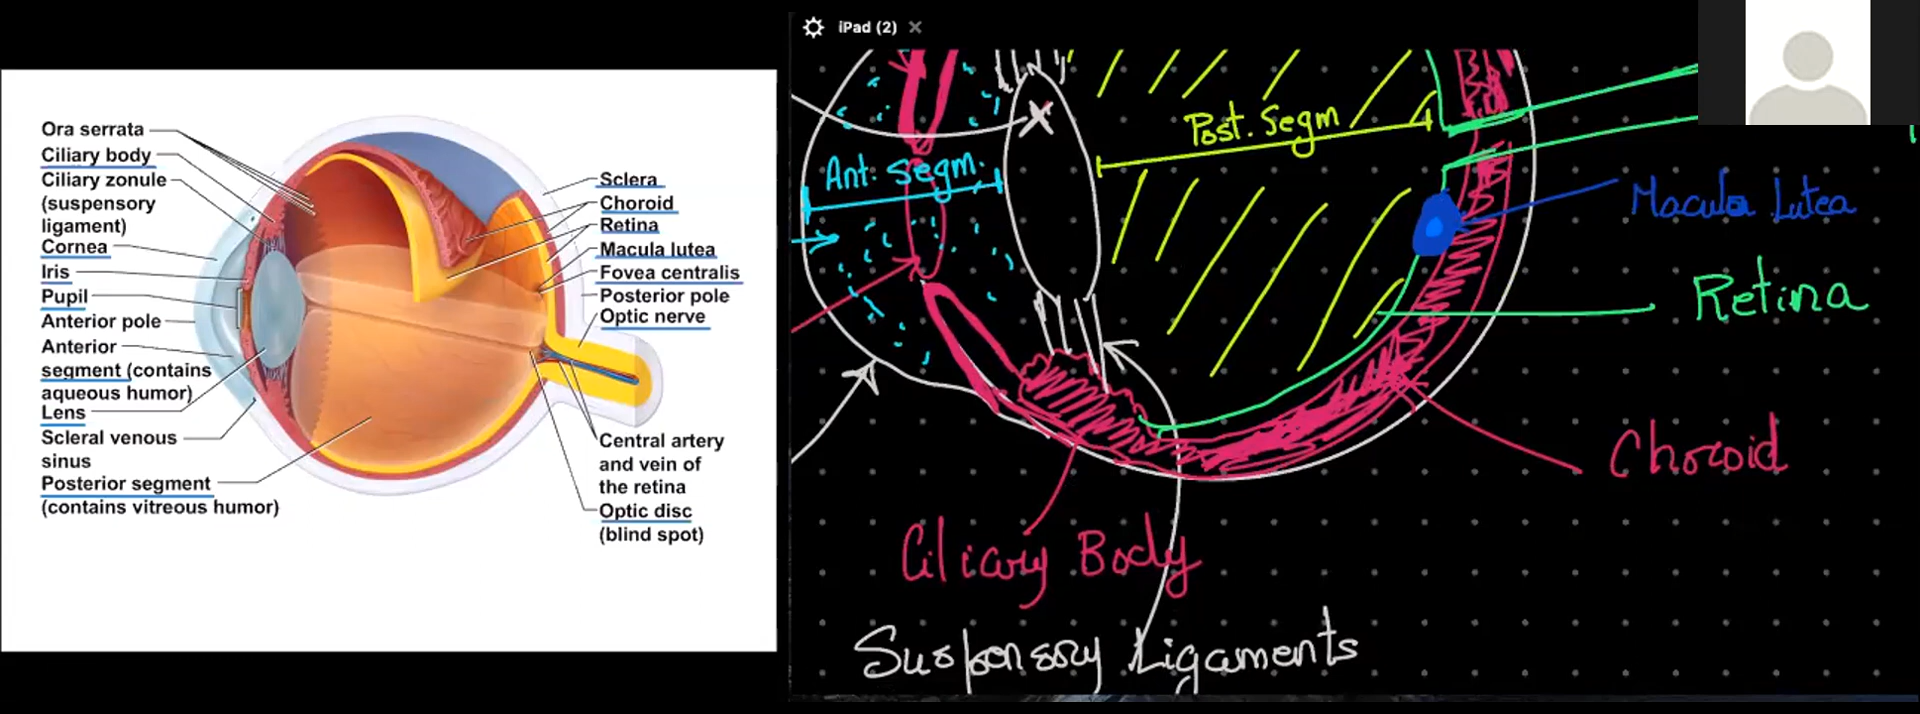 iPad (2)
Ora serrata
Ciliary body
Ciliary zonule
(suspensory
ligament)
Cornea
Iris
Pupil
Anterior pole
Anterior
segment (contains
aqueous humor)
Lens
Scleral venous
sinus
Posterior segment
(contains vitreous humor)
Sclera
Choroid
Retina
Macula lutea
Fovea centralis
Posterior pole
Optic nerve
Central artery
and vein of
the retina
Optic disc
(blind spot)
Post. Segm
Ant. Segm.
Macula Lutea
Retina
Choroid
Ciliary Body
Suspensory Ligaments